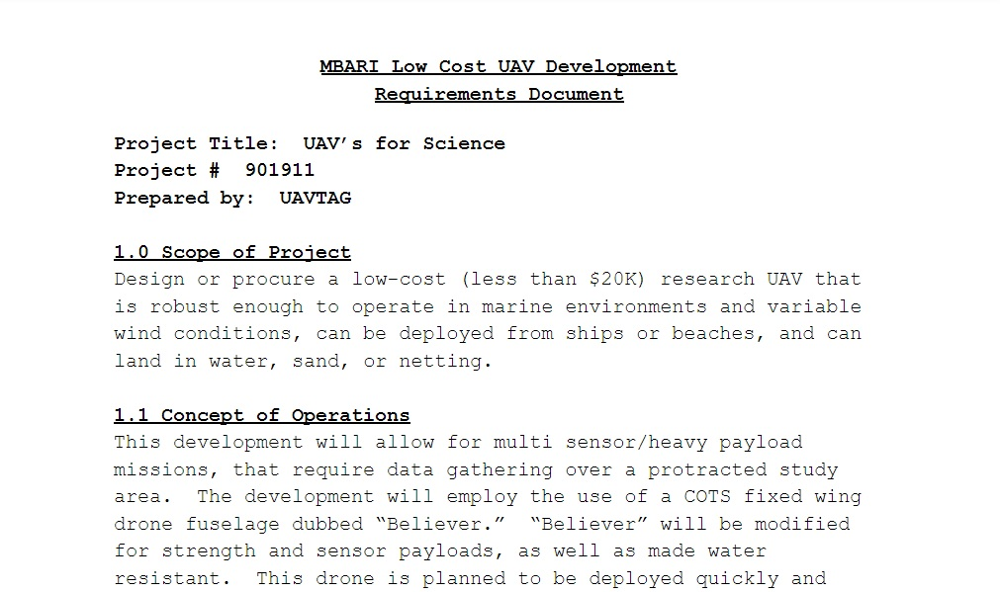 MBARI Low Cost UAV Development
Requirements Document
Project Title:  UAV’s for Science
Project #  901911
Prepared by:  UAVTAG
1.0 Scope of Project
Design or procure a low-cost (less than $20K) research UAV that
is robust enough to operate in marine environments and variable
wind conditions, can be deployed from ships or beaches, and can
land in water, sand, or netting.
1.1 Concept of Operations
This development will allow for multi sensor/heavy payload
missions, that require data gathering over a protracted study
area.  The development will employ the use of a COTS fixed wing
drone fuselage dubbed “Believer.”  “Believer” will be modified
for strength and sensor payloads, as well as made water
resistant.  This drone is planned to be deployed quickly and